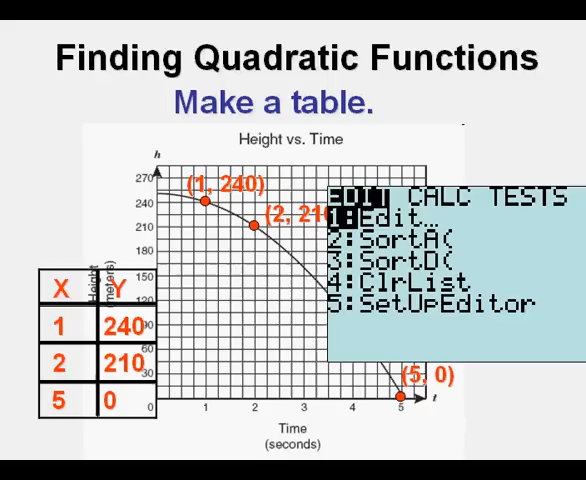 Finding Quadratic Functions
Make a table.
Height vs. Time
h
270
240
210
180
150
120
90
60
30
0
Height
(meters)
(1, 240)
(2, 210
(5, 0)
1 2 3 4 5 t
Time
(seconds)
X Y
1 240
2 210
5 0
EDIT CALC TESTS
1:Edit…
2:SortA(
3:SortD(
4:ClrList
5:SetUpEditor